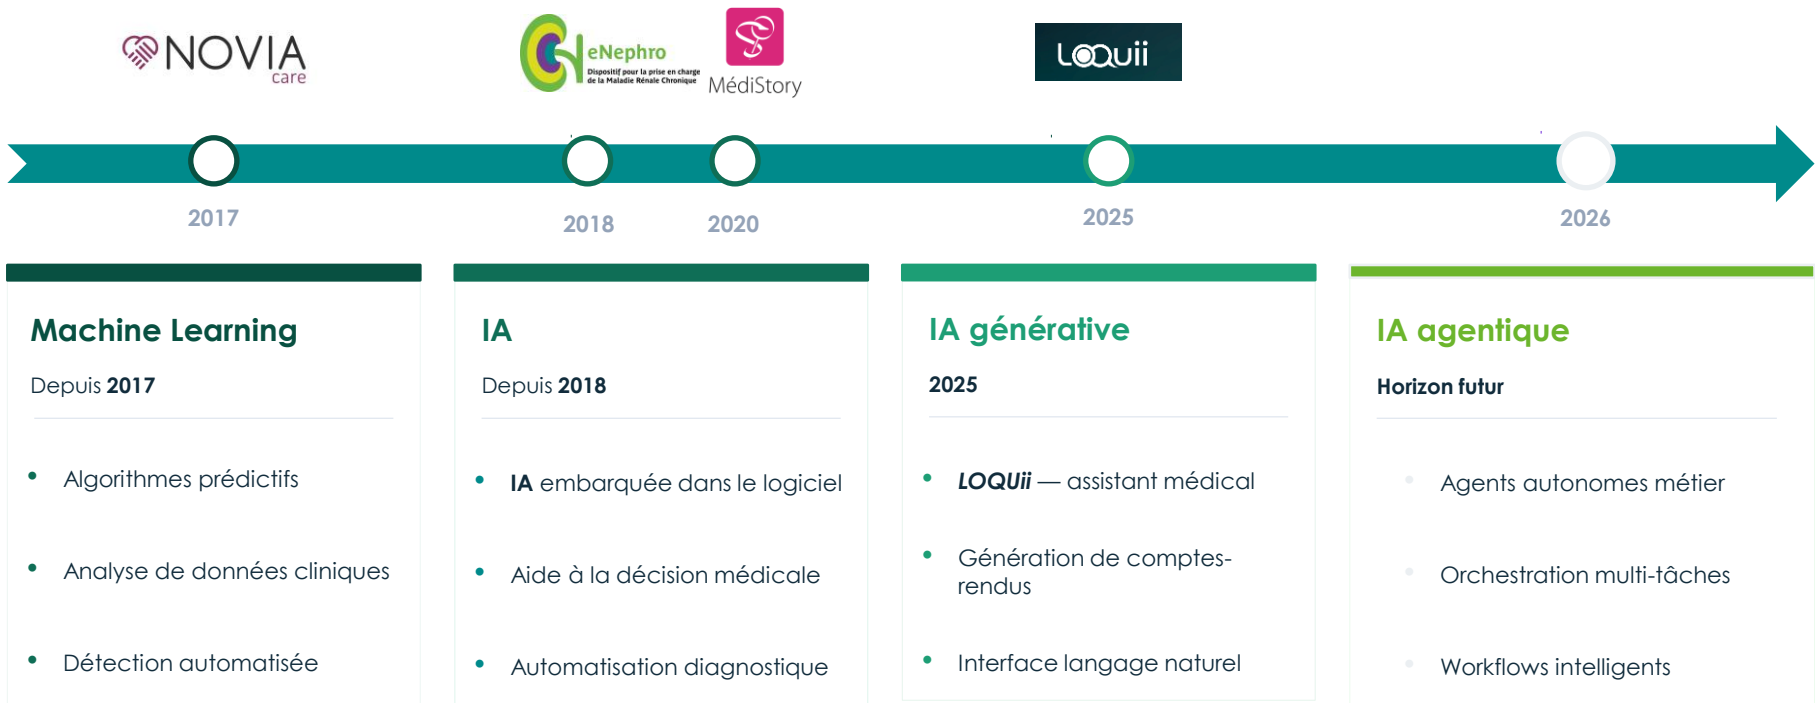 NOVIA
care
eNephro
Dispositif pour la prise en charge
de la Maladie Rénale Chronique
MédiStory
LOQuii
2017
2018
2020
2025
2026
Machine Learning
Depuis 2017
• Algorithmes prédictifs
• Analyse de données cliniques
• Détection automatisée
IA
Depuis 2018
• IA embarquée dans le logiciel
• Aide à la décision médicale
• Automatisation diagnostique
IA générative
2025
• LOQUii — assistant médical
• Génération de comptes-
rendus
• Interface langage naturel
IA agentique
Horizon futur
• Agents autonomes métier
• Orchestration multi-tâches
• Workflows intelligents